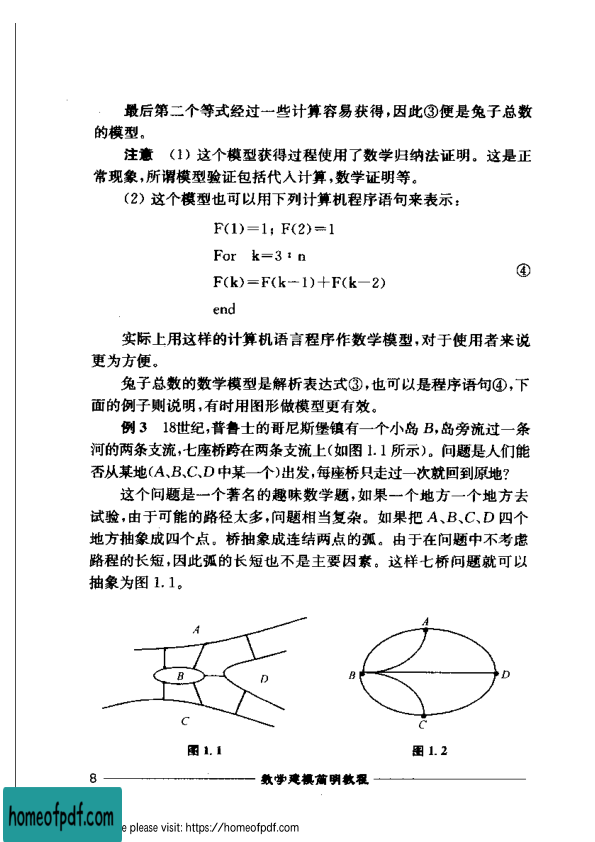 最后第二个等式经过一些计算容易获得,因此③便是兔子总数
的模型。
注意 (1)这个模型获得过程使用了数学归纳法证明。这是正
常现象,所谓模型验证包括代入计算,数学证明等。
(2)这个模型也可以用下列计算机程序语句来表示:
F(1)=1; F(2)=1
For k=3:n
F(k)=F(k-1)+F(k-2)
④
end
实际上用这样的计算机语言程序作数学模型,对于使用者来说
更为方便。
兔子总数的数学模型是解析表达式③,也可以是程序语句④,下
面的例子则说明,有时用图形做模型更有效。
例3 18世纪,普鲁士的哥尼斯堡镇有一个小岛B,岛旁流过一条
河的两条支流,七座桥跨在两条支流上(如图1.1所示)。问题是人们能
否从某地(A、B、C、D中某一个)出发,每座桥只走过一次就回到原地?
这个问题是一个著名的趣味数学题,如果一个地方一个地方去
试验,由于可能的路径太多,问题相当复杂。如果把A、B、C、D四个
地方抽象成四个点。桥抽象成连结两点的弧。由于在问题中不考虑
路程的长短,因此弧的长短也不是主要因素。这样七桥问题就可以
抽象为图1.1。
A
B
D
C
图1.1
A
B
D
C
图1.2
8
数学建模简明教程
homeofpdf.com
e please visit: https://homeofpdf.com